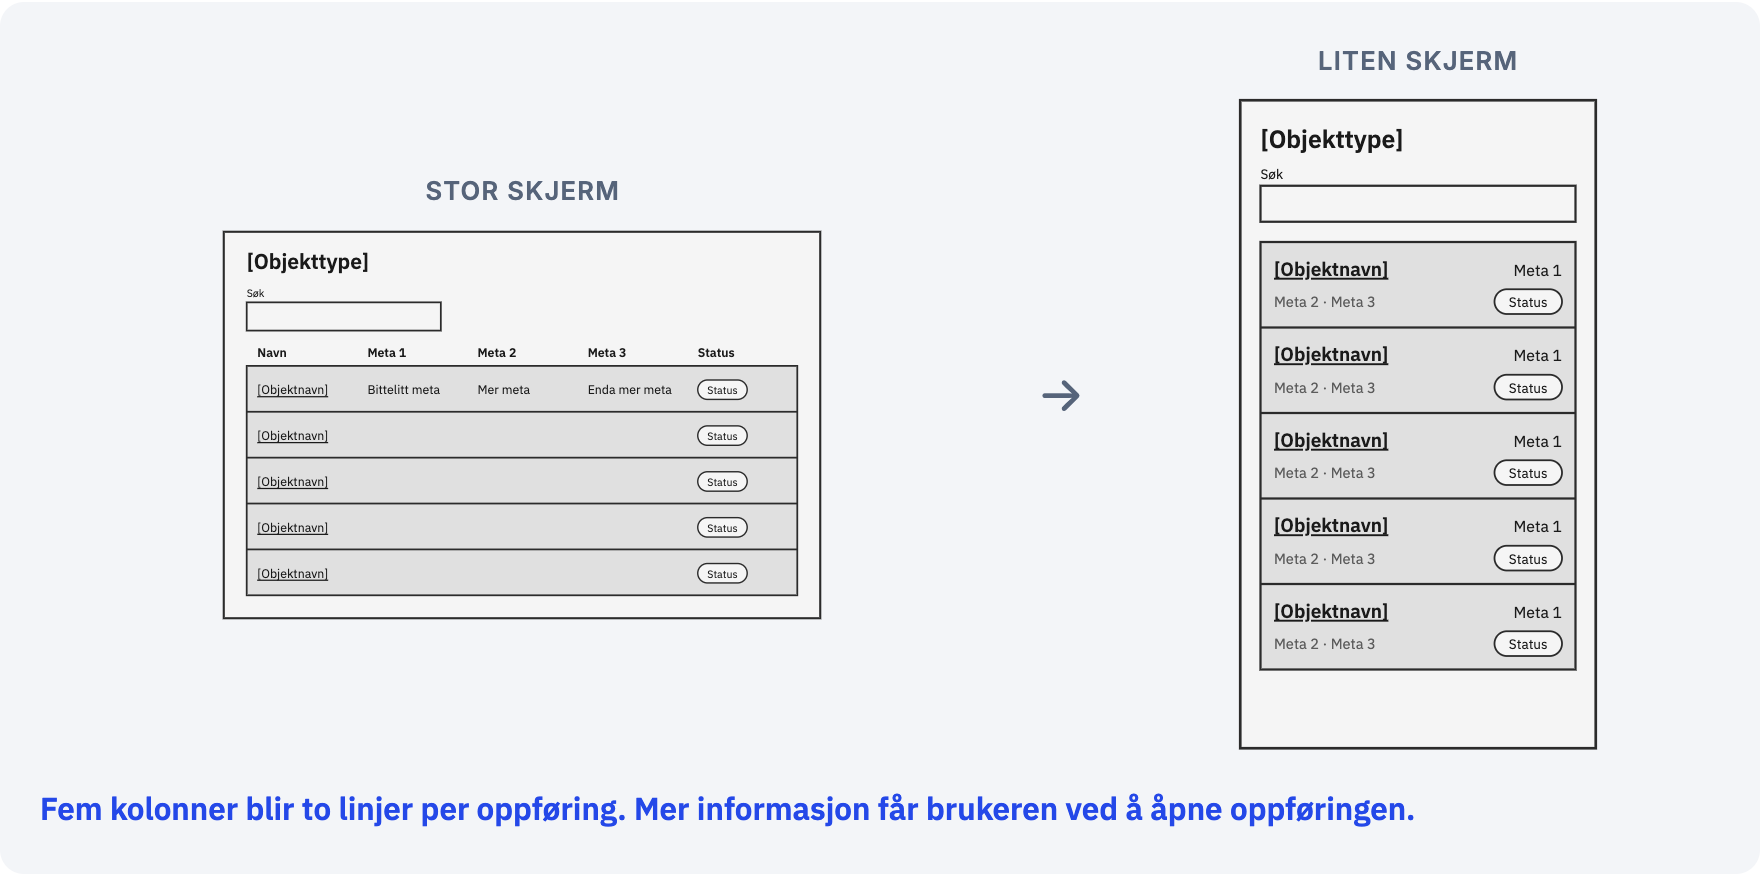 STOR SKJERM
[Objekttype]
Søk
Navn Meta 1 Meta 2 Meta 3 Status
[Objektnavn] Bittelitt meta Mer meta Enda mer meta Status
[Objektnavn] Status
[Objektnavn] Status
[Objektnavn] Status
[Objektnavn] Status
LITEN SKJERM
[Objekttype]
Søk
[Objektnavn] Meta 1
Meta 2 · Meta 3 Status
[Objektnavn] Meta 1
Meta 2 · Meta 3 Status
[Objektnavn] Meta 1
Meta 2 · Meta 3 Status
[Objektnavn] Meta 1
Meta 2 · Meta 3 Status
[Objektnavn] Meta 1
Meta 2 · Meta 3 Status
Fem kolonner blir to linjer per oppføring. Mer informasjon får brukeren ved å åpne oppføringen.